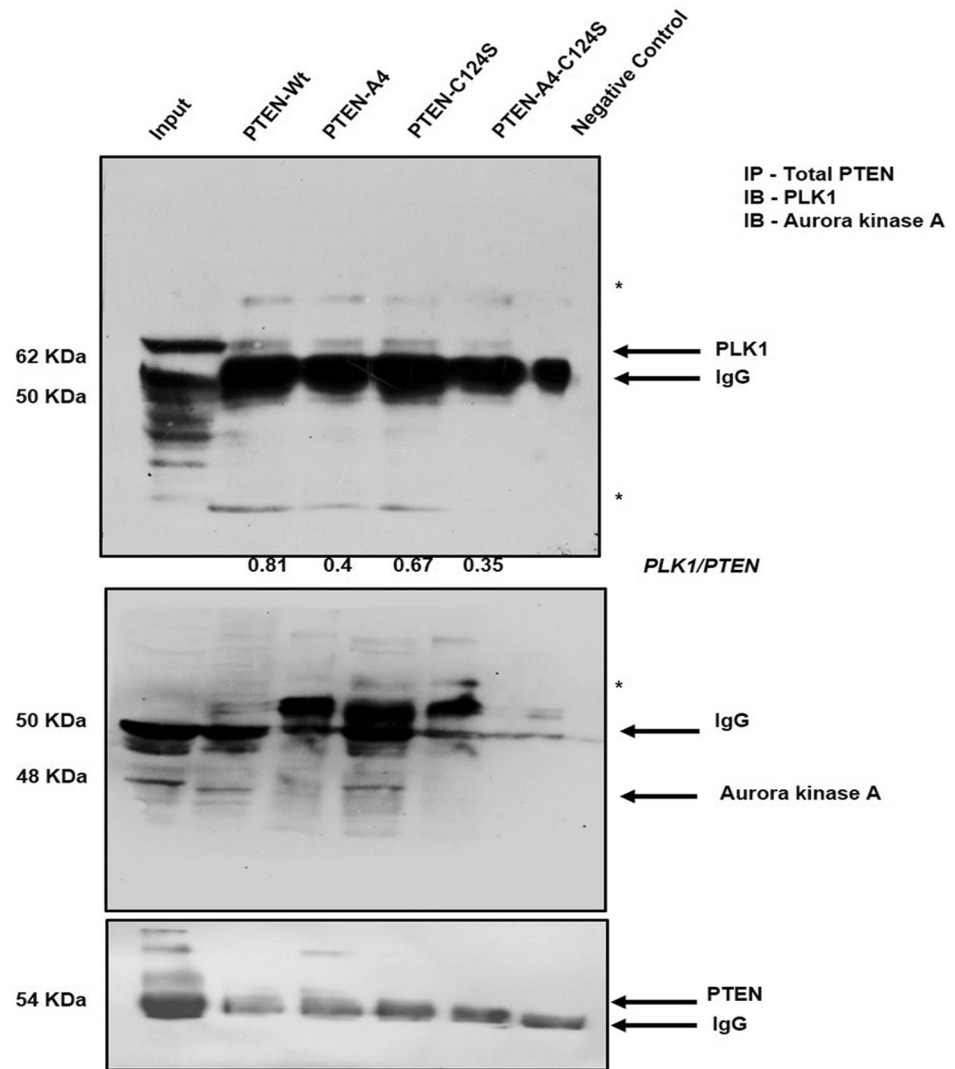 Input
PTEN-Wt
PTEN-A4
PTEN-C124S
PTEN-A4-C124S
Negative Control
IP - Total PTEN
IB - PLK1
IB - Aurora kinase A
*
62 KDa
PLK1
IgG
50 KDa
*
0.81 0.4 0.67 0.35 PLK1/PTEN
*
50 KDa
IgG
48 KDa
Aurora kinase A
54 KDa
PTEN
IgG